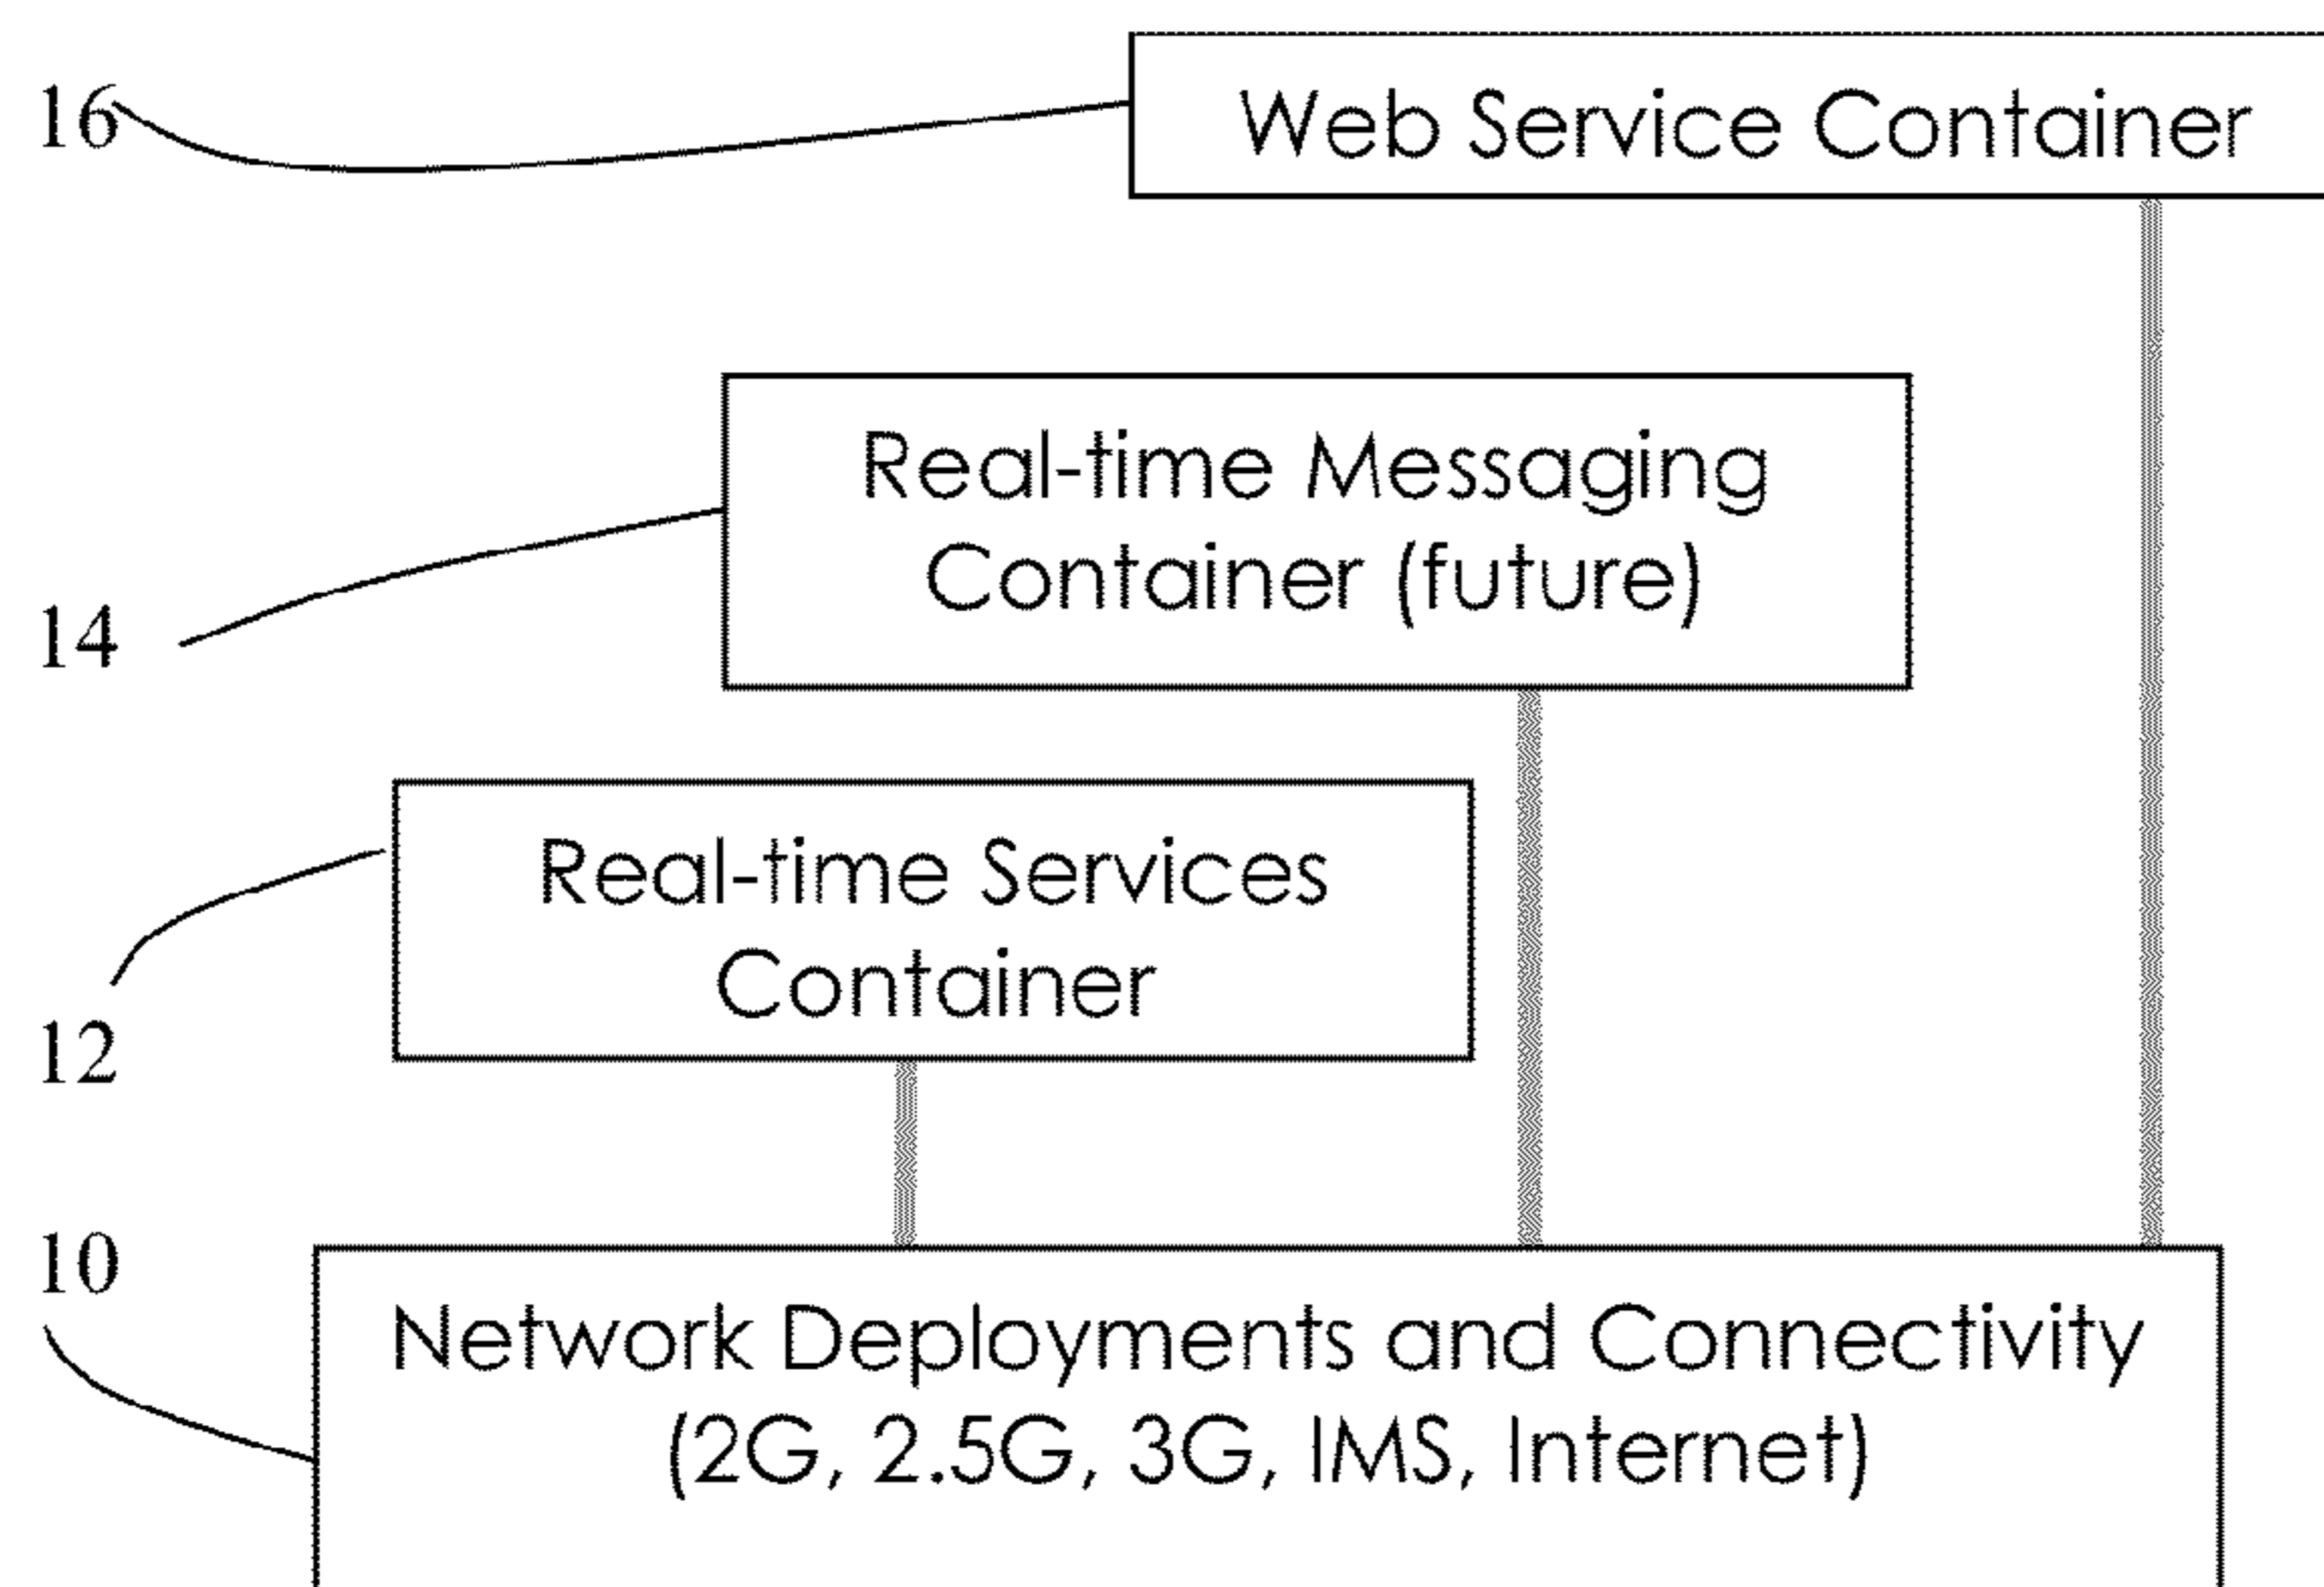 16
Web Service Container
Real-time Messaging
Container (future)
14
Real-time Services
Container
12
10
Network Deployments and Connectivity
(2G, 2.5G, 3G, IMS, Internet)